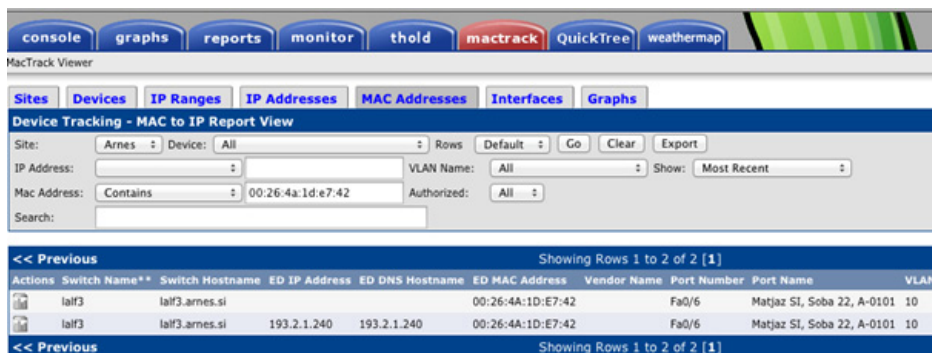 console graphs reports monitor thold mactrack QuickTree weathermap
MacTrack Viewer
Sites Devices IP Ranges IP Addresses MAC Addresses Interfaces Graphs
Device Tracking - MAC to IP Report View
Site: Arnes Device: All Rows Default Go Clear Export
IP Address: VLAN Name: All Show: Most Recent
Mac Address: Contains 00:26:4a:1d:e7:42 Authorized: All
Search:
<< Previous Showing Rows 1 to 2 of 2 [1]
Actions Switch Name** Switch Hostname ED IP Address ED DNS Hostname ED MAC Address Vendor Name Port Number Port Name VLAN
lalf3 lalf3.arnes.si 00:26:4A:1D:E7:42 Fa0/6 Matjaz SI, Soba 22, A-0101 10
lalf3 lalf3.arnes.si 193.2.1.240 193.2.1.240 00:26:4A:1D:E7:42 Fa0/6 Matjaz SI, Soba 22, A-0101 10
<< Previous Showing Rows 1 to 2 of 2 [1]